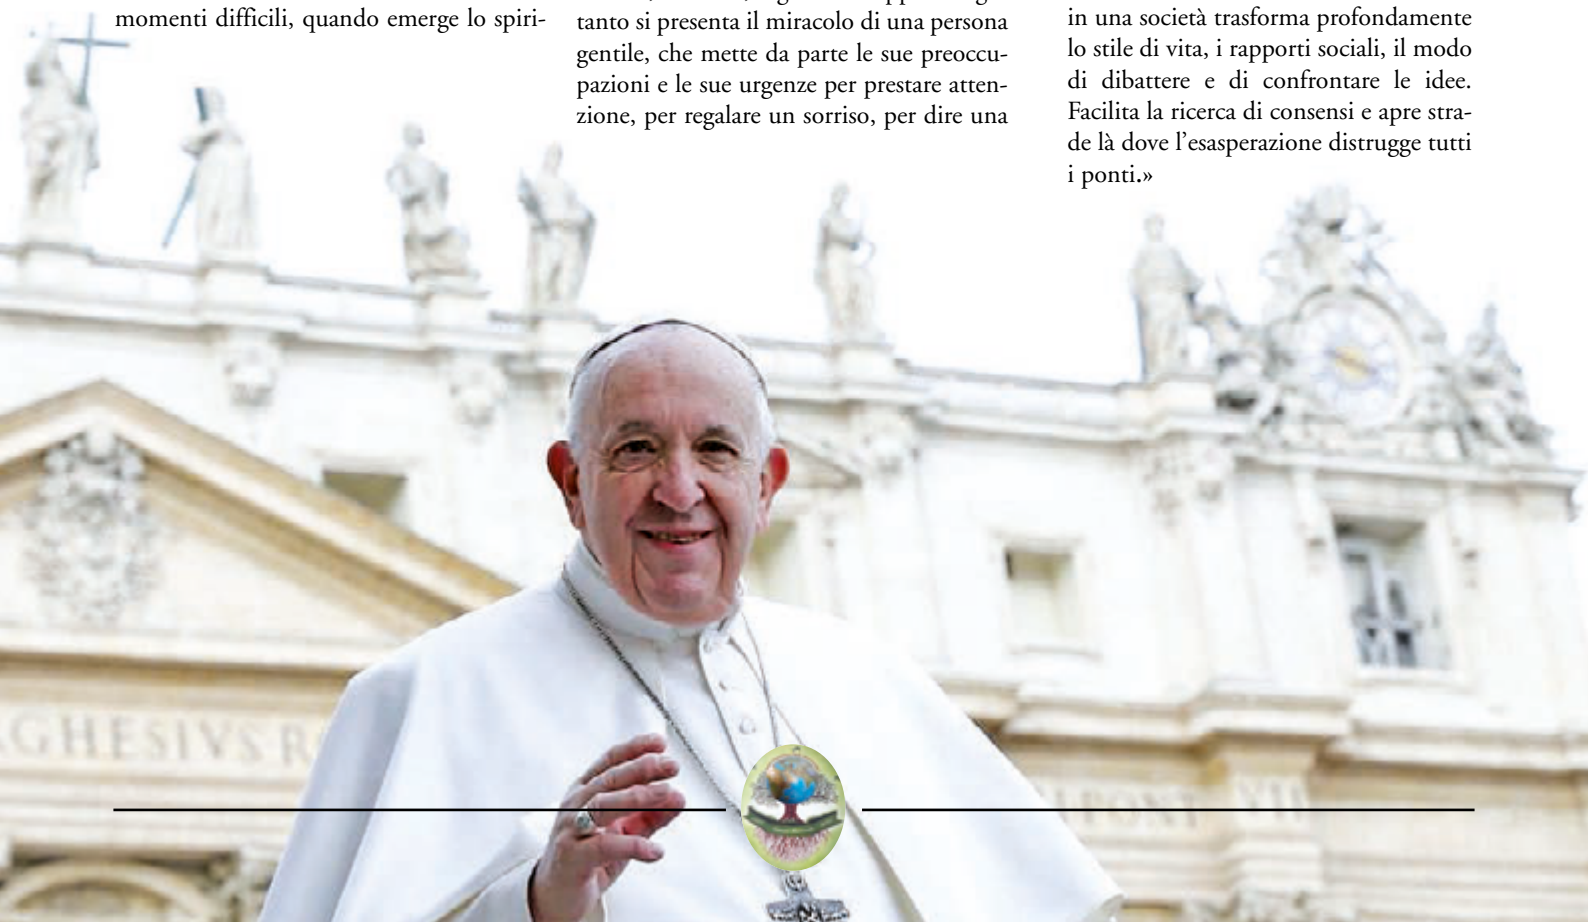 momenti difficili, quando emerge lo spiri-
tanto si presenta il miracolo di una persona
gentile, che mette da parte le sue preoccu-
pazioni e le sue urgenze per prestare atten-
zione, per regalare un sorriso, per dire una
in una società trasforma profondamente
lo stile di vita, i rapporti sociali, il modo
di dibattere e di confrontare le idee.
Facilita la ricerca di consensi e apre stra-
de là dove l’esasperazione distrugge tutti
i ponti.»
GHESIVS R
PONT VII